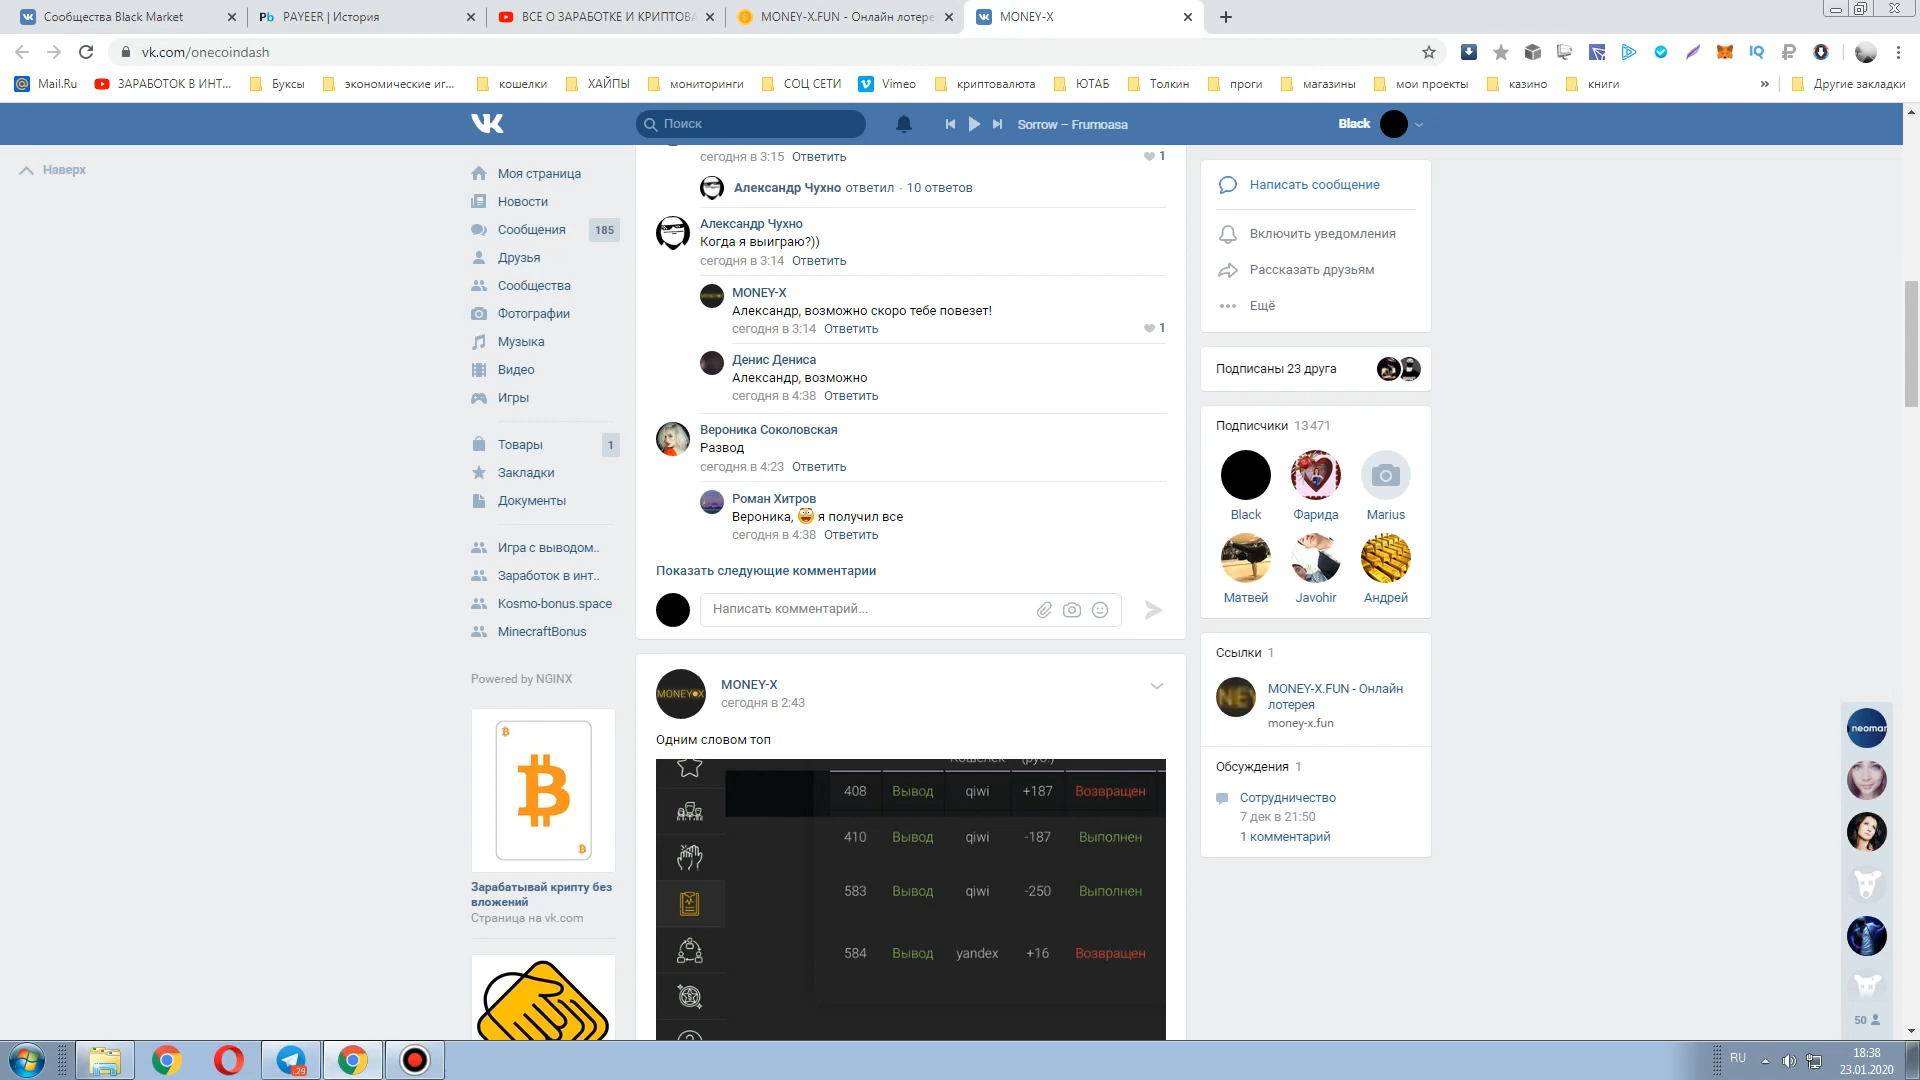 Сообщества Black Market
PAYEER | История
ВСЕ О ЗАРАБОТКЕ И КРИПТОВА
MONEY-X.FUN - Онлайн лотере
MONEY-X
vk.com/onecoindash
Mail.Ru
ЗАРАБОТОК В ИНТ...
Буксы
экономические иг...
кошелки
ХАЙПЫ
мониторинги
СОЦ СЕТИ
Vimeo
криптовалюта
ЮТАБ
Толкин
проги
магазины
мои проекты
казино
книги
»
Другие закладки
Поиск
Sorrow – Frumoasa
Black
Наверх
Моя страница
Новости
Сообщения 185
Друзья
Сообщества
Фотографии
Музыка
Видео
Игры
Товары 1
Закладки
Документы
Игра с выводом..
Заработок в инт..
Kosmo-bonus.space
MinecraftBonus
Powered by NGINX
Зарабатывай крипту без
вложений
Страница на vk.com
сегодня в 3:15 Ответить 1
Александр Чухно ответил · 10 ответов
Александр Чухно
Когда я выиграю?))
сегодня в 3:14 Ответить
MONEY-X
Александр, возможно скоро тебе повезет!
сегодня в 3:14 Ответить 1
Денис Дениса
Александр, возможно
сегодня в 4:38 Ответить
Вероника Соколовская
Развод
сегодня в 4:23 Ответить
Роман Хитров
Вероника, я получил все
сегодня в 4:38 Ответить
Показать следующие комментарии
Написать комментарий...
MONEY X
MONEY-X
сегодня в 2:43
Одним словом топ
Кошелек (руб.)
408 Вывод qiwi +187 Возвращен
410 Вывод qiwi -187 Выполнен
583 Вывод qiwi -250 Выполнен
584 Вывод yandex +16 Возвращен
Написать сообщение
Включить уведомления
Рассказать друзьям
Ещё
Подписаны 23 друга
Подписчики 13 471
Black
Фарида
Marius
Матвей
Javohir
Андрей
Ссылки 1
MONEY-X.FUN - Онлайн
лотерея
money-x.fun
Обсуждения 1
Сотрудничество
7 дек в 21:50
1 комментарий
neomar
50
29
RU
18:38
23.01.2020